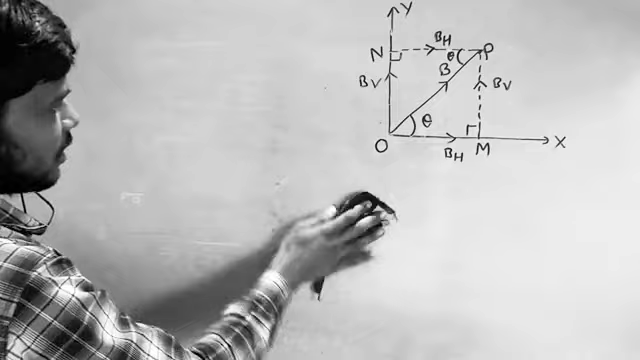 Y
N B_H P
θ
B_V B B_V
θ
O B_H M X